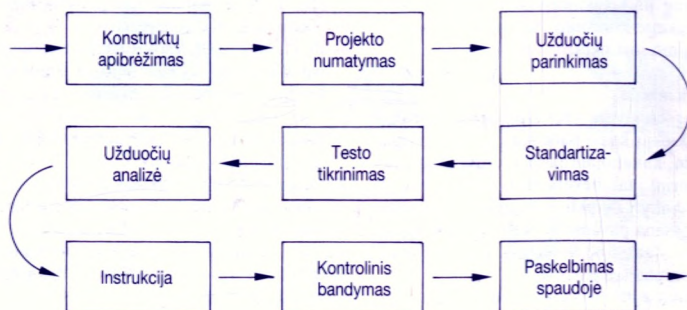 Konstruktų
apibrėžimas
Projekto
numatymas
Užduočių
parinkimas
Standartiza-
vimas
Testo
tikrinimas
Užduočių
analizė
Instrukcija
Kontrolinis
bandymas
Paskelbimas
spaudoje